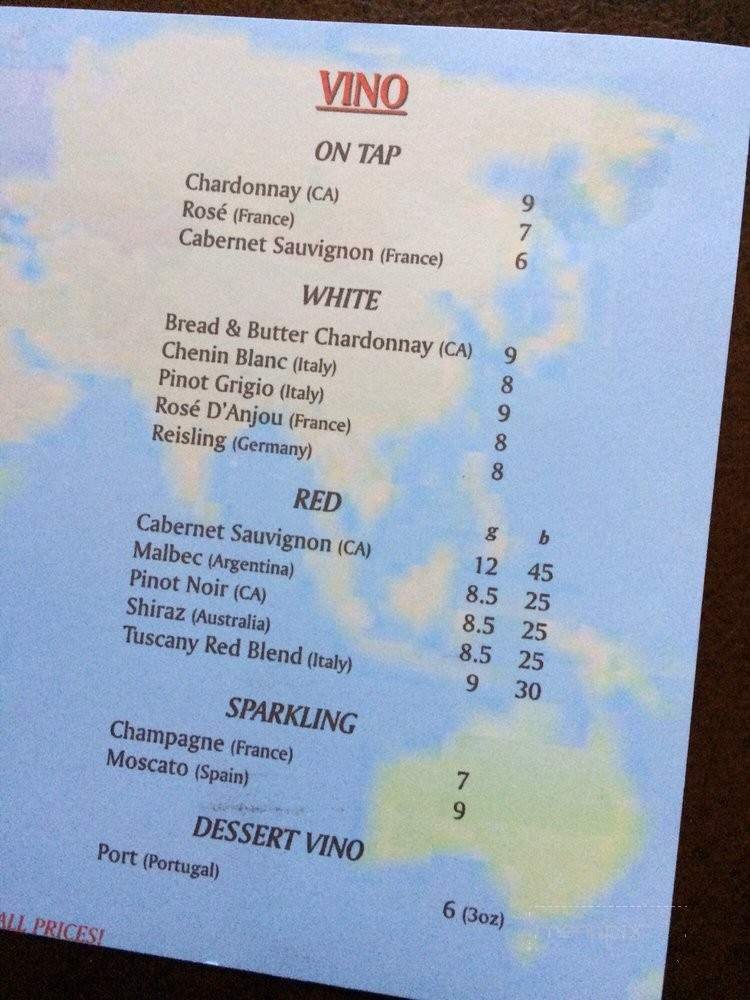 VINO
ON TAP
Chardonnay (CA) 9
Rosé (France) 7
Cabernet Sauvignon (France) 6
WHITE
Bread & Butter Chardonnay (CA) 9
Chenin Blanc (Italy) 8
Pinot Grigio (Italy) 9
Rosé D'Anjou (France) 8
Reisling (Germany) 8
RED
g b
Cabernet Sauvignon (CA) 12 45
Malbec (Argentina) 8.5 25
Pinot Noir (CA) 8.5 25
Shiraz (Australia) 8.5 25
Tuscany Red Blend (Italy) 9 30
SPARKLING
Champagne (France) 7
Moscato (Spain) 9
DESSERT VINO
Port (Portugal) 6 (3oz)
ALL PRICES!